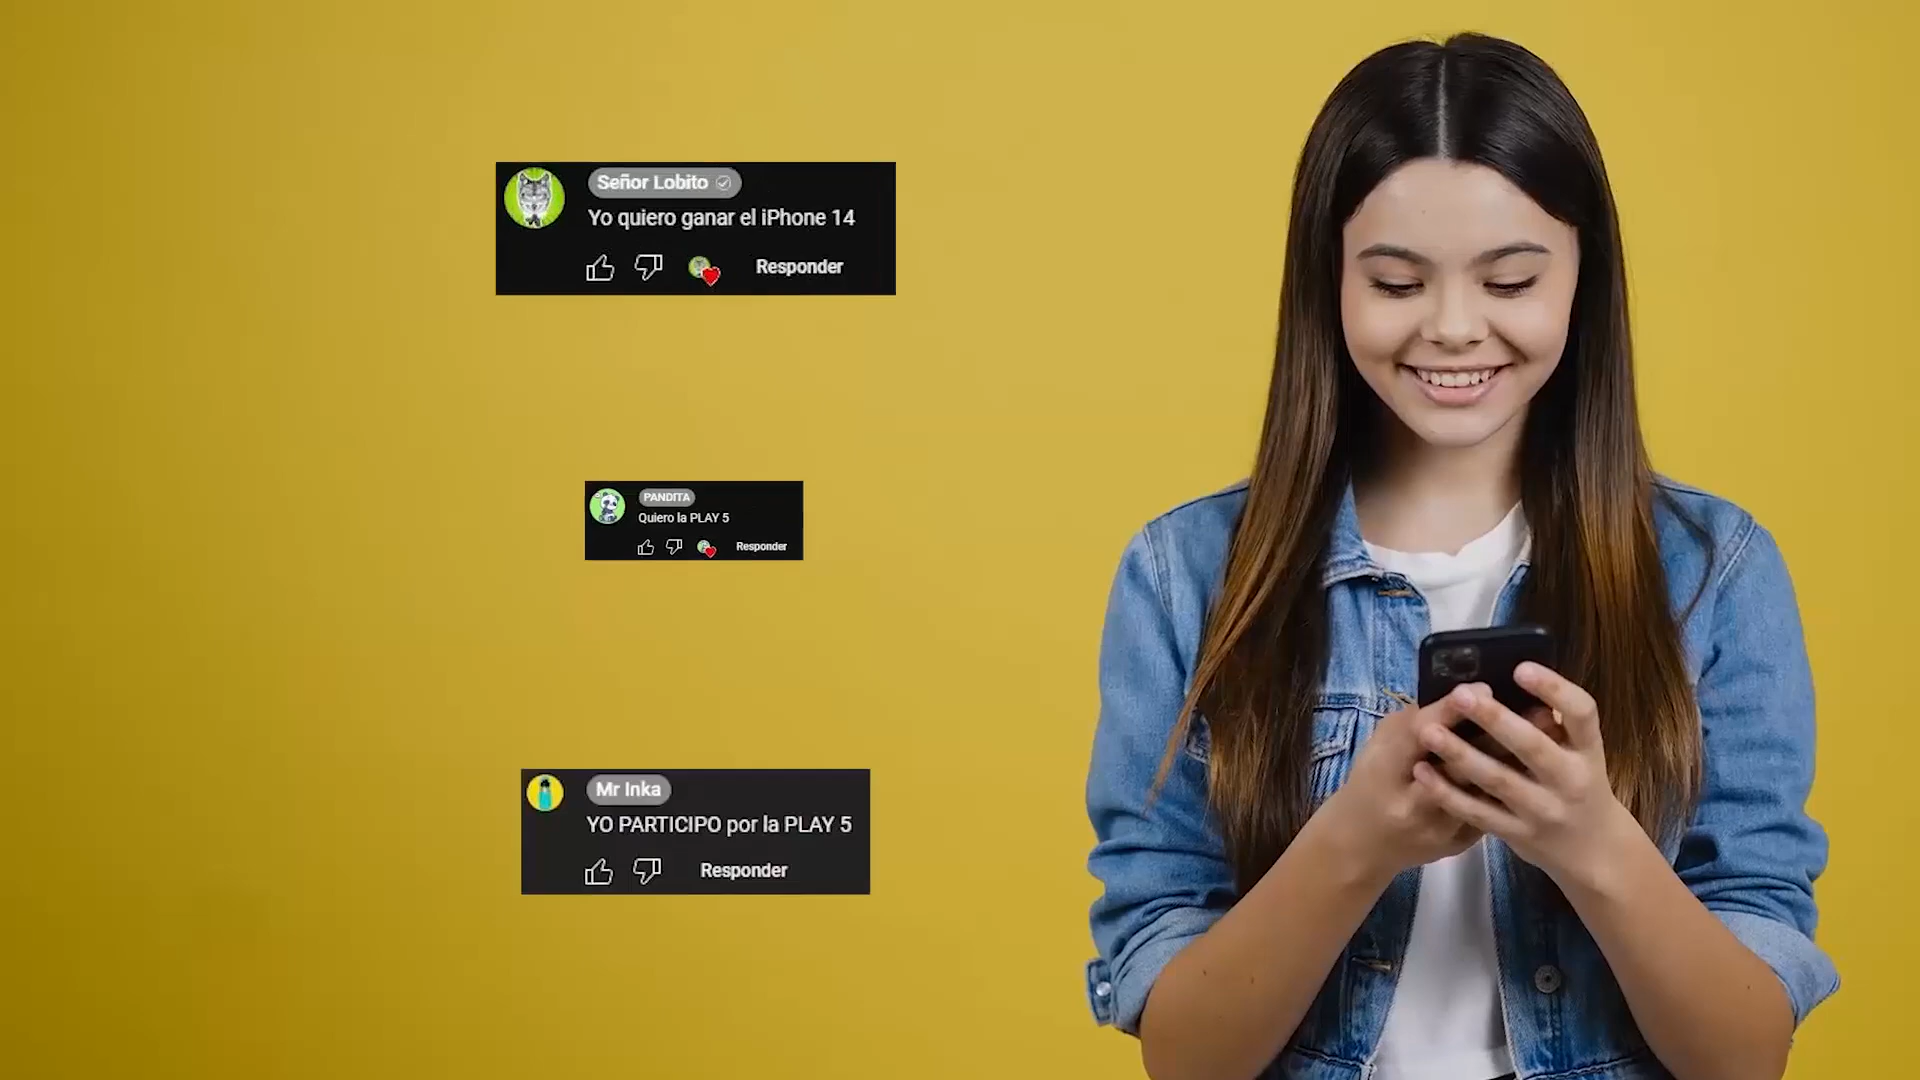 Señor Lobito
Yo quiero ganar el iPhone 14
Responder
PANDITA
Quiero la PLAY 5
Responder
Mr Inka
YO PARTICIPO por la PLAY 5
Responder